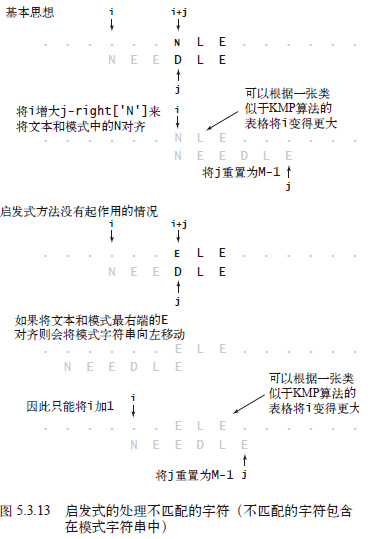 基本思想
i i+j
. . . . . . N L E . . . . . .
N E E D L E
j
将i增大j-right['N']来
将文本和模式中的N对齐
i
可以根据一张类
似于KMP算法的
表格将i变得更大
. . . . . . N L E . . . . . .
N E E D L E
将j重置为M-1
j
启发式方法没有起作用的情况
i i+j
. . . . . . E L E . . . . . .
N E E D L E
j
如果将文本和模式最右端的E
对齐则会将模式字符串向左移动
. . . . . . E L E . . . . . .
N E E D L E
因此只能将i加1
i
可以根据一张类
似于KMP算法的
表格将i变得更大
. . . . . . E L E . . . . . .
N E E D L E
将j重置为M-1 j
图 5.3.13 启发式的处理不匹配的字符（不匹配的字符包含
在模式字符串中）